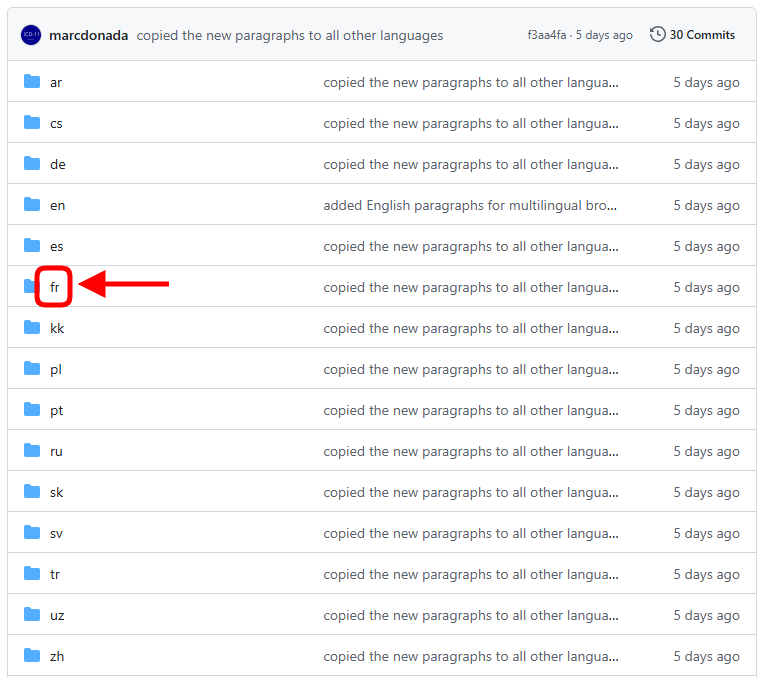 ICD-11 marcdonada copied the new paragraphs to all other languages f3aa4fa · 5 days ago 30 Commits
ar copied the new paragraphs to all other langua... 5 days ago
cs copied the new paragraphs to all other langua... 5 days ago
de copied the new paragraphs to all other langua... 5 days ago
en added English paragraphs for multilingual bro... 5 days ago
es copied the new paragraphs to all other langua... 5 days ago
fr copied the new paragraphs to all other langua... 5 days ago
kk copied the new paragraphs to all other langua... 5 days ago
pl copied the new paragraphs to all other langua... 5 days ago
pt copied the new paragraphs to all other langua... 5 days ago
ru copied the new paragraphs to all other langua... 5 days ago
sk copied the new paragraphs to all other langua... 5 days ago
sv copied the new paragraphs to all other langua... 5 days ago
tr copied the new paragraphs to all other langua... 5 days ago
uz copied the new paragraphs to all other langua... 5 days ago
zh copied the new paragraphs to all other langua... 5 days ago